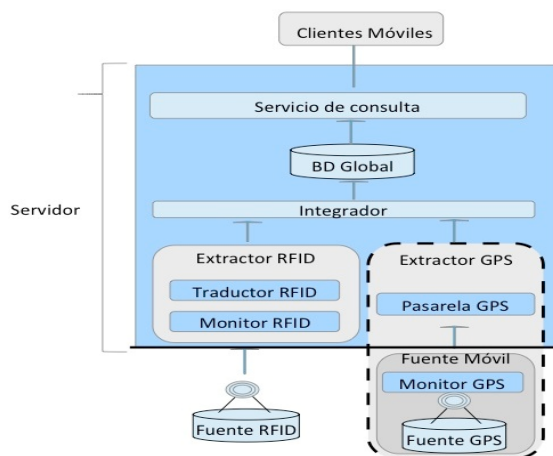 Clientes Móviles
Servicio de consulta
BD Global
Servidor
Integrador
Extractor RFID
Extractor GPS
Traductor RFID
Pasarela GPS
Monitor RFID
Fuente Móvil
Monitor GPS
Fuente RFID
Fuente GPS